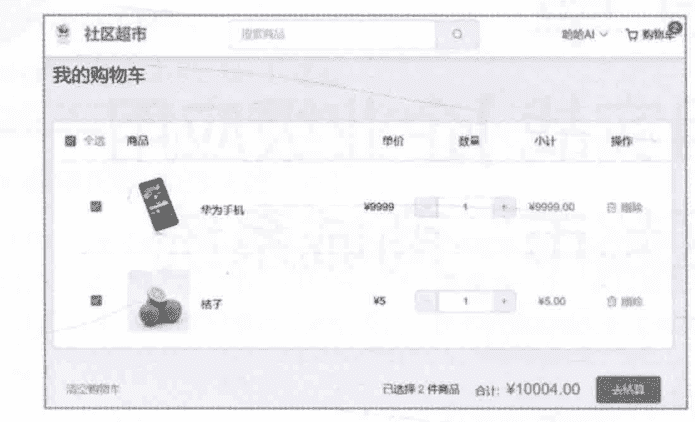 社区超市 搜索商品 哈哈AI 购物车 2
我的购物车
全选 商品 单价 数量 小计 操作
华为手机 ¥9999 - 1 + ¥9999.00 删除
桔子 ¥5 - 1 + ¥5.00 删除
清空购物车 已选择 2 件商品 合计: ¥10004.00 去结算